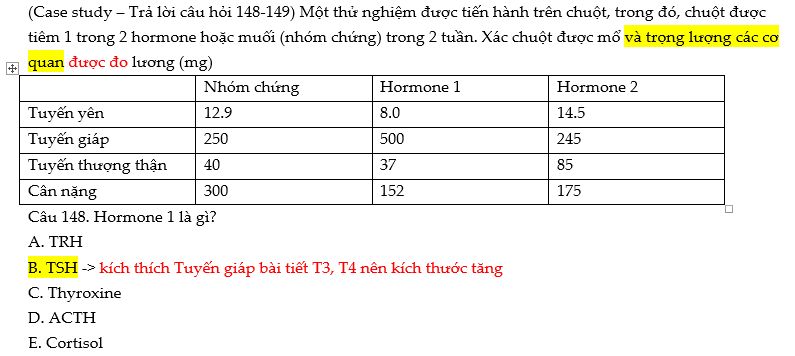 (Case study – Trả lời câu hỏi 148-149) Một thử nghiệm được tiến hành trên chuột, trong đó, chuột được
tiêm 1 trong 2 hormone hoặc muối (nhóm chứng) trong 2 tuần. Xác chuột được mổ và trọng lượng các cơ
quan được đo lương (mg)
Nhóm chứng Hormone 1 Hormone 2
Tuyến yên 12.9 8.0 14.5
Tuyến giáp 250 500 245
Tuyến thượng thận 40 37 85
Cân nặng 300 152 175
Câu 148. Hormone 1 là gì?
A. TRH
B. TSH -> kích thích Tuyến giáp bài tiết T3, T4 nên kích thước tăng
C. Thyroxine
D. ACTH
E. Cortisol